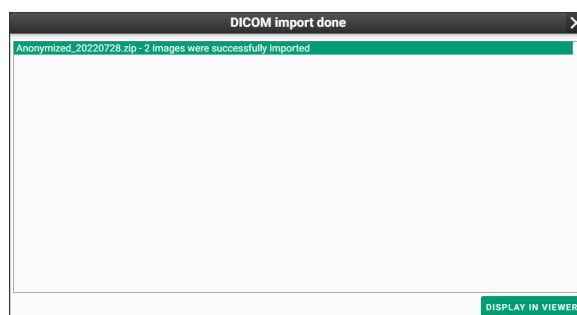 DICOM import done
Anonymized_20220728.zip - 2 images were successfully imported
DISPLAY IN VIEWER